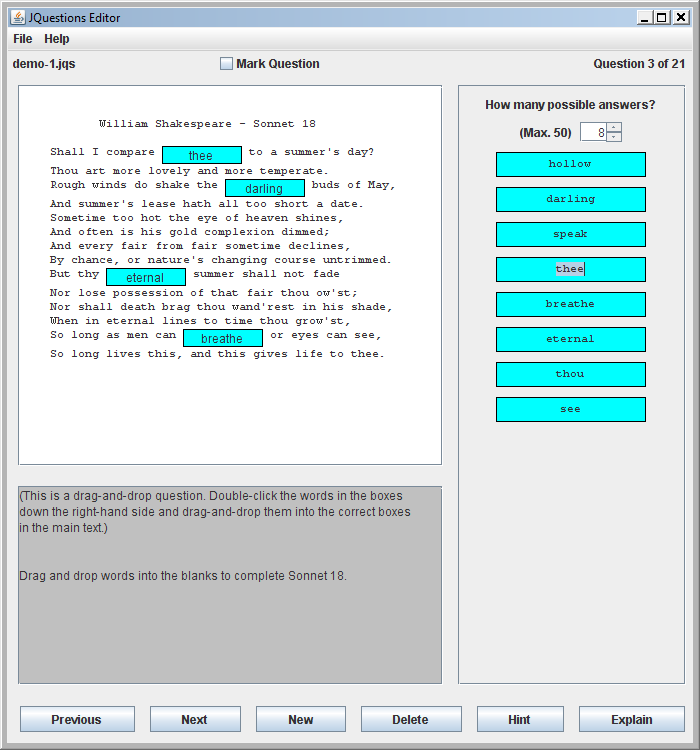 JQuestions Editor
File Help
demo-1.jqs Mark Question Question 3 of 21
William Shakespeare - Sonnet 18
Shall I compare thee to a summer's day?
Thou art more lovely and more temperate.
Rough winds do shake the darling buds of May,
And summer's lease hath all too short a date.
Sometime too hot the eye of heaven shines,
And often is his gold complexion dimmed;
And every fair from fair sometime declines,
By chance, or nature's changing course untrimmed.
But thy eternal summer shall not fade
Nor lose possession of that fair thou ow'st;
Nor shall death brag thou wand'rest in his shade,
When in eternal lines to time thou grow'st,
So long as men can breathe or eyes can see,
So long lives this, and this gives life to thee.
How many possible answers?
(Max. 50) 8
hollow
darling
speak
thee
breathe
eternal
thou
see
(This is a drag-and-drop question. Double-click the words in the boxes
down the right-hand side and drag-and-drop them into the correct boxes
in the main text.)
Drag and drop words into the blanks to complete Sonnet 18.
Previous Next New Delete Hint Explain